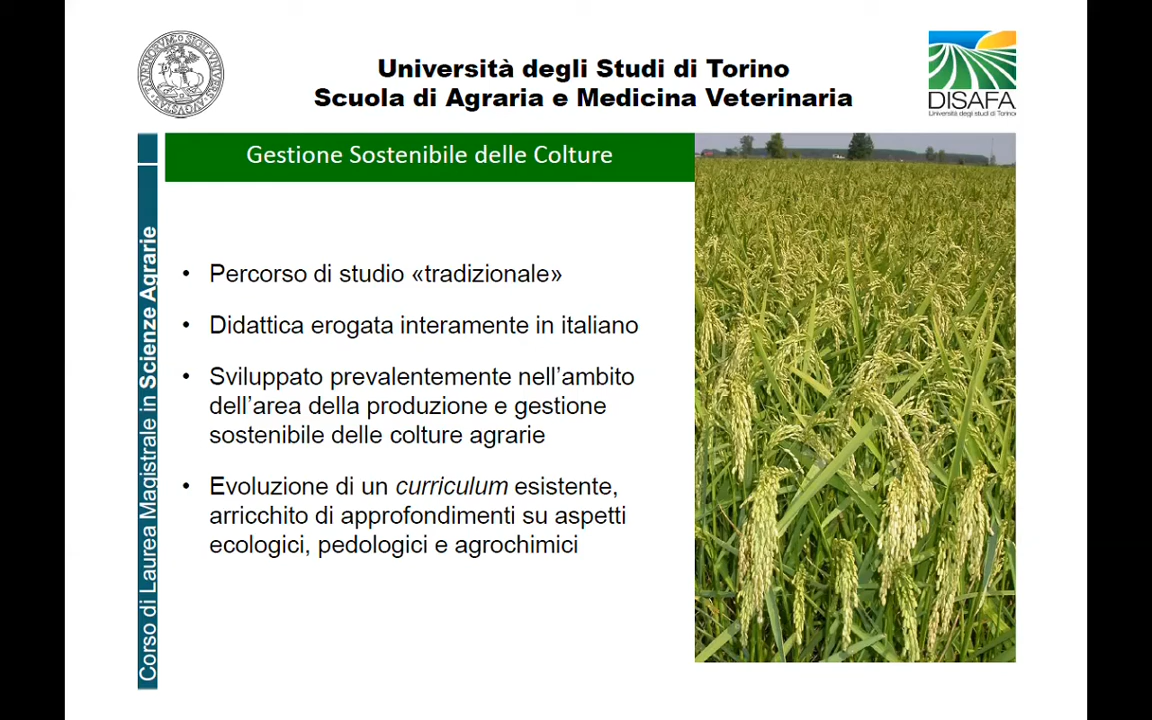 Università degli Studi di Torino
Scuola di Agraria e Medicina Veterinaria
DISAFA
Università degli studi di Torino
Gestione Sostenibile delle Colture
Corso di Laurea Magistrale in Scienze Agrarie
• Percorso di studio «tradizionale»
• Didattica erogata interamente in italiano
• Sviluppato prevalentemente nell’ambito
dell’area della produzione e gestione
sostenibile delle colture agrarie
• Evoluzione di un curriculum esistente,
arricchito di approfondimenti su aspetti
ecologici, pedologici e agrochimici